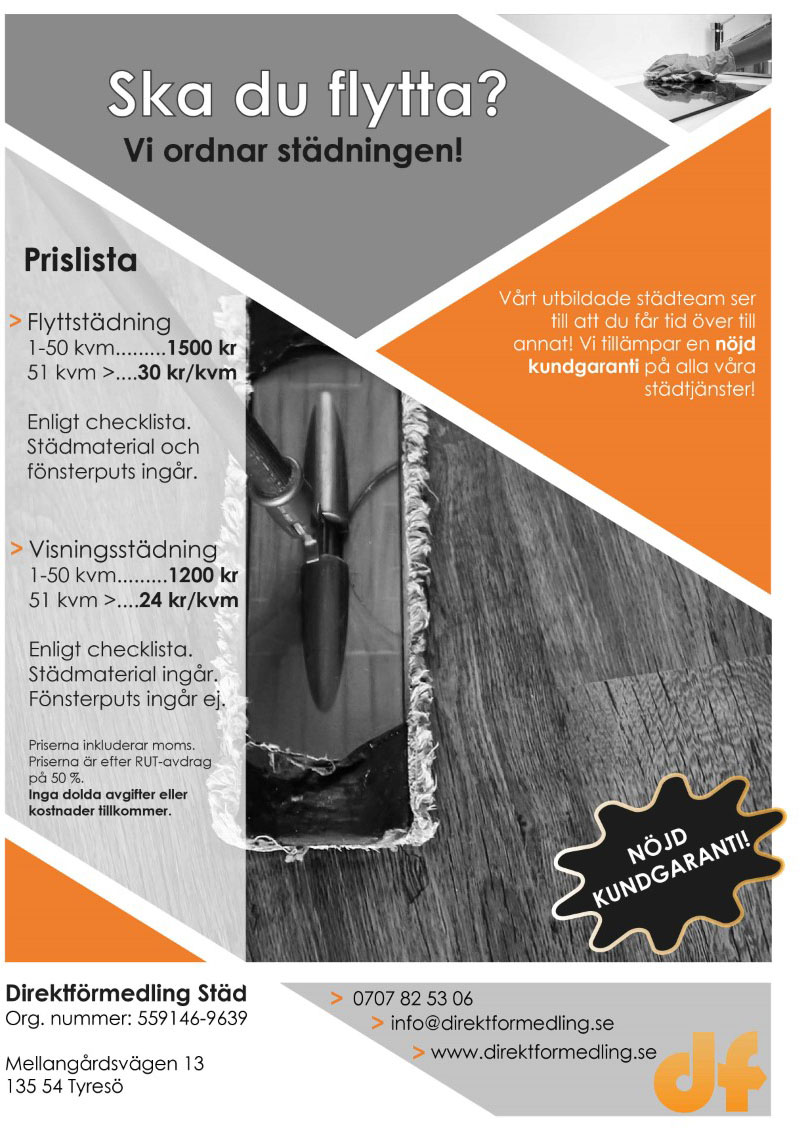 Ska du flytta?
Vi ordnar städningen!
Prislista
> Flyttstädning
1-50 kvm.........1500 kr
51 kvm >....30 kr/kvm
Enligt checklista.
Städmaterial och
fönsterputs ingår.
> Visningsstädning
1-50 kvm.........1200 kr
51 kvm >....24 kr/kvm
Enligt checklista.
Städmaterial ingår.
Fönsterputs ingår ej.
Priserna inkluderar moms.
Priserna är efter RUT-avdrag
på 50 %.
Inga dolda avgifter eller
kostnader tillkommer.
Vårt utbildade städteam ser
till att du får tid över till
annat! Vi tillämpar en nöjd
kundgaranti på alla våra
städtjänster!
NÖJD
KUNDGARANTI!
Direktförmedling Städ
Org. nummer: 559146-9639
Mellangårdsvägen 13
135 54 Tyresö
> 0707 82 53 06
> info@direktformedling.se
> www.direktformedling.se
df